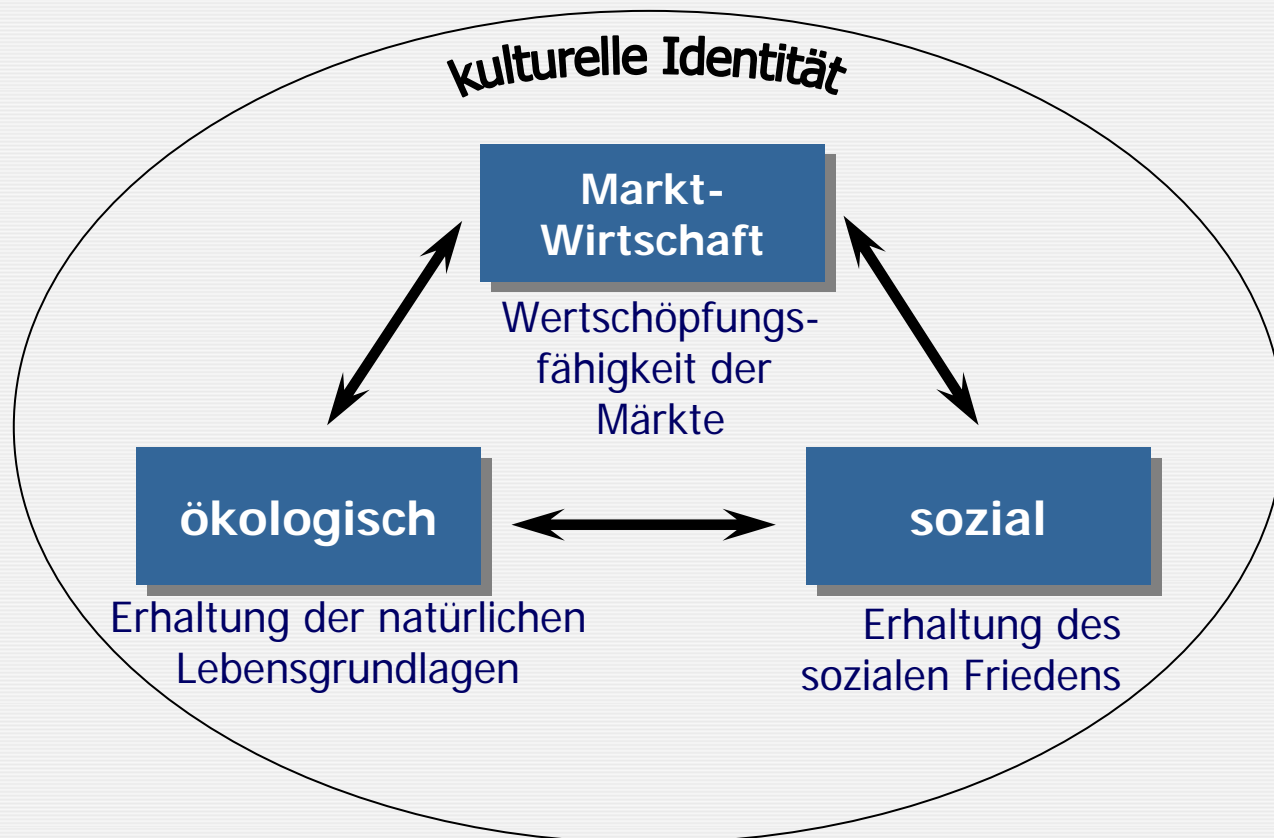 kulturelle Identität
Markt-
Wirtschaft
Wertschöpfungs-
fähigkeit der
Märkte
ökologisch
Erhaltung der natürlichen
Lebensgrundlagen
sozial
Erhaltung des
sozialen Friedens